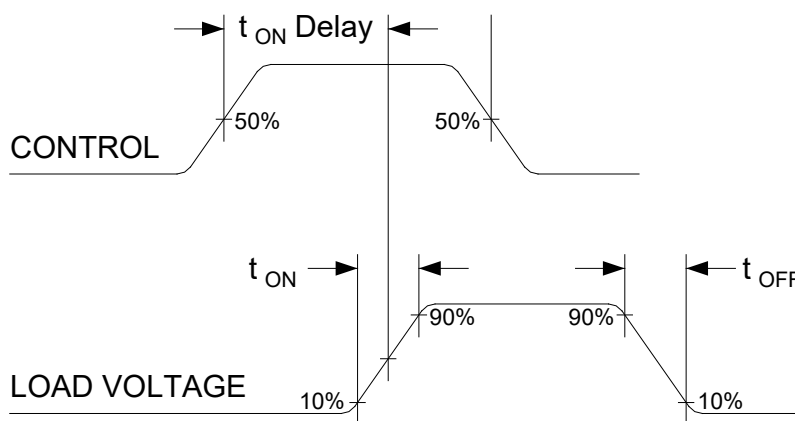 t ON Delay
50%
50%
CONTROL
t ON
t OFF
90%
90%
LOAD VOLTAGE
10%
10%